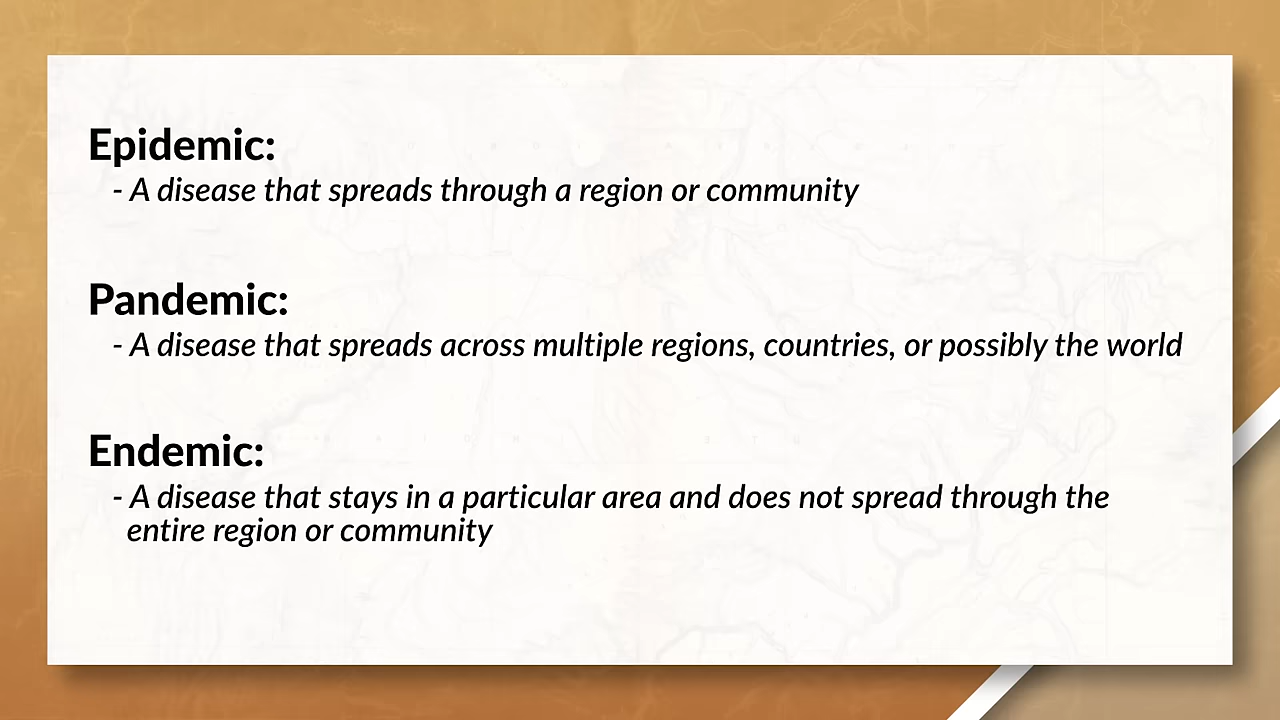 Epidemic:
- A disease that spreads through a region or community
Pandemic:
- A disease that spreads across multiple regions, countries, or possibly the world
Endemic:
- A disease that stays in a particular area and does not spread through the
entire region or community